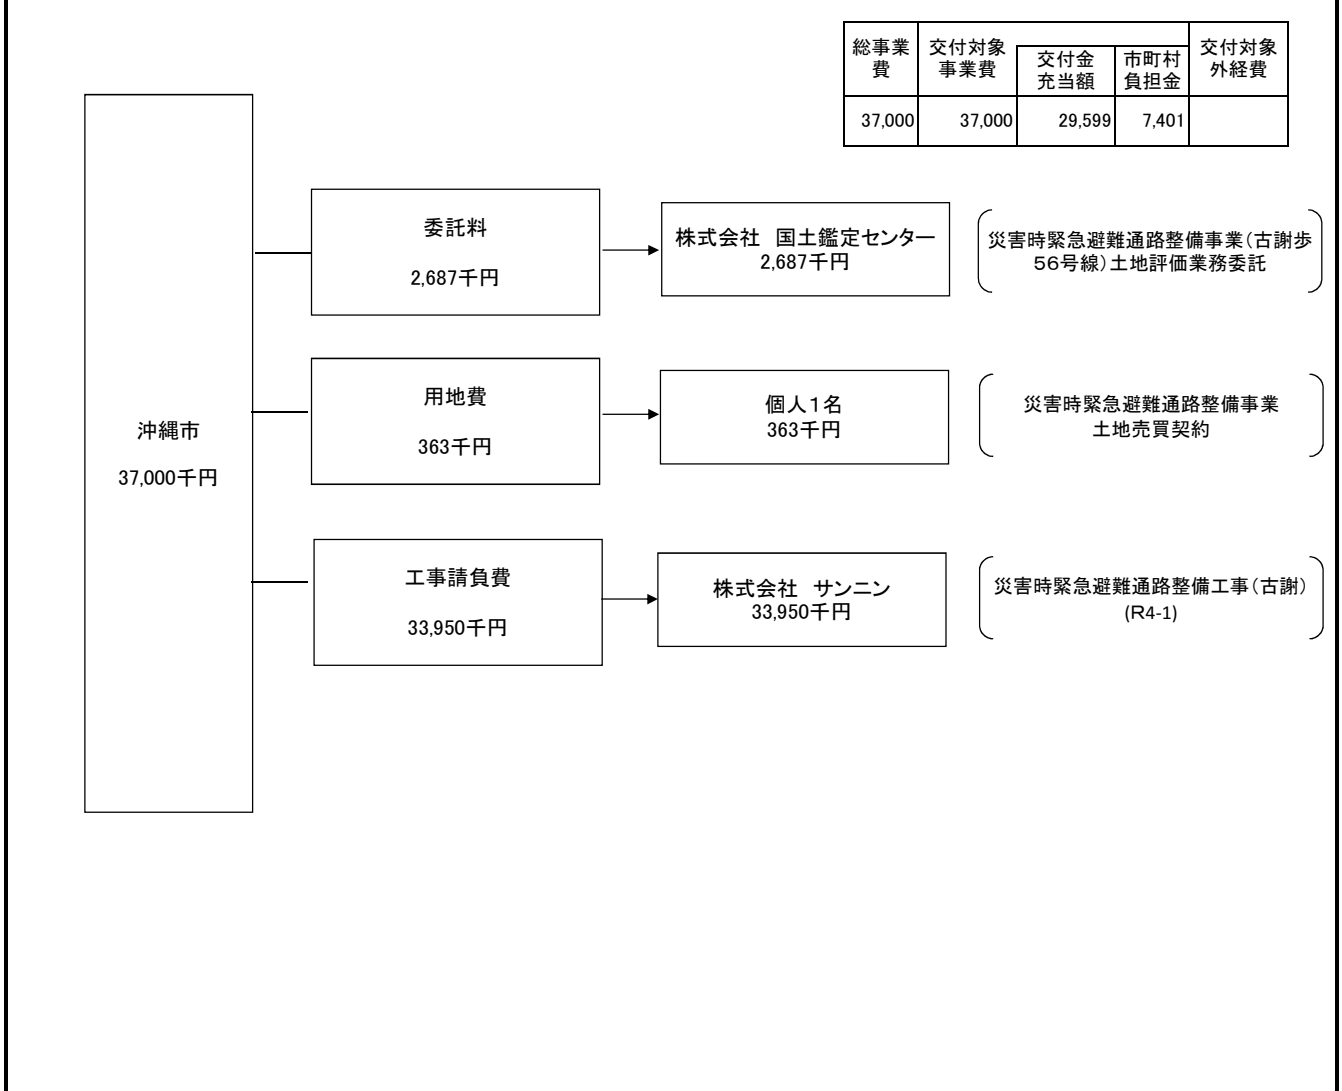 総事業
費
交付対象
事業費
交付金
充当額
市町村
負担金
交付対象
外経費
37,000
37,000
29,599
7,401
沖縄市
37,000千円
委託料
2,687千円
株式会社　国土鑑定センター
2,687千円
災害時緊急避難通路整備事業（古謝歩
５６号線）土地評価業務委託
用地費
363千円
個人１名
363千円
災害時緊急避難通路整備事業
土地売買契約
工事請負費
33,950千円
株式会社　サンニン
33,950千円
災害時緊急避難通路整備工事（古謝）
(R4-1)